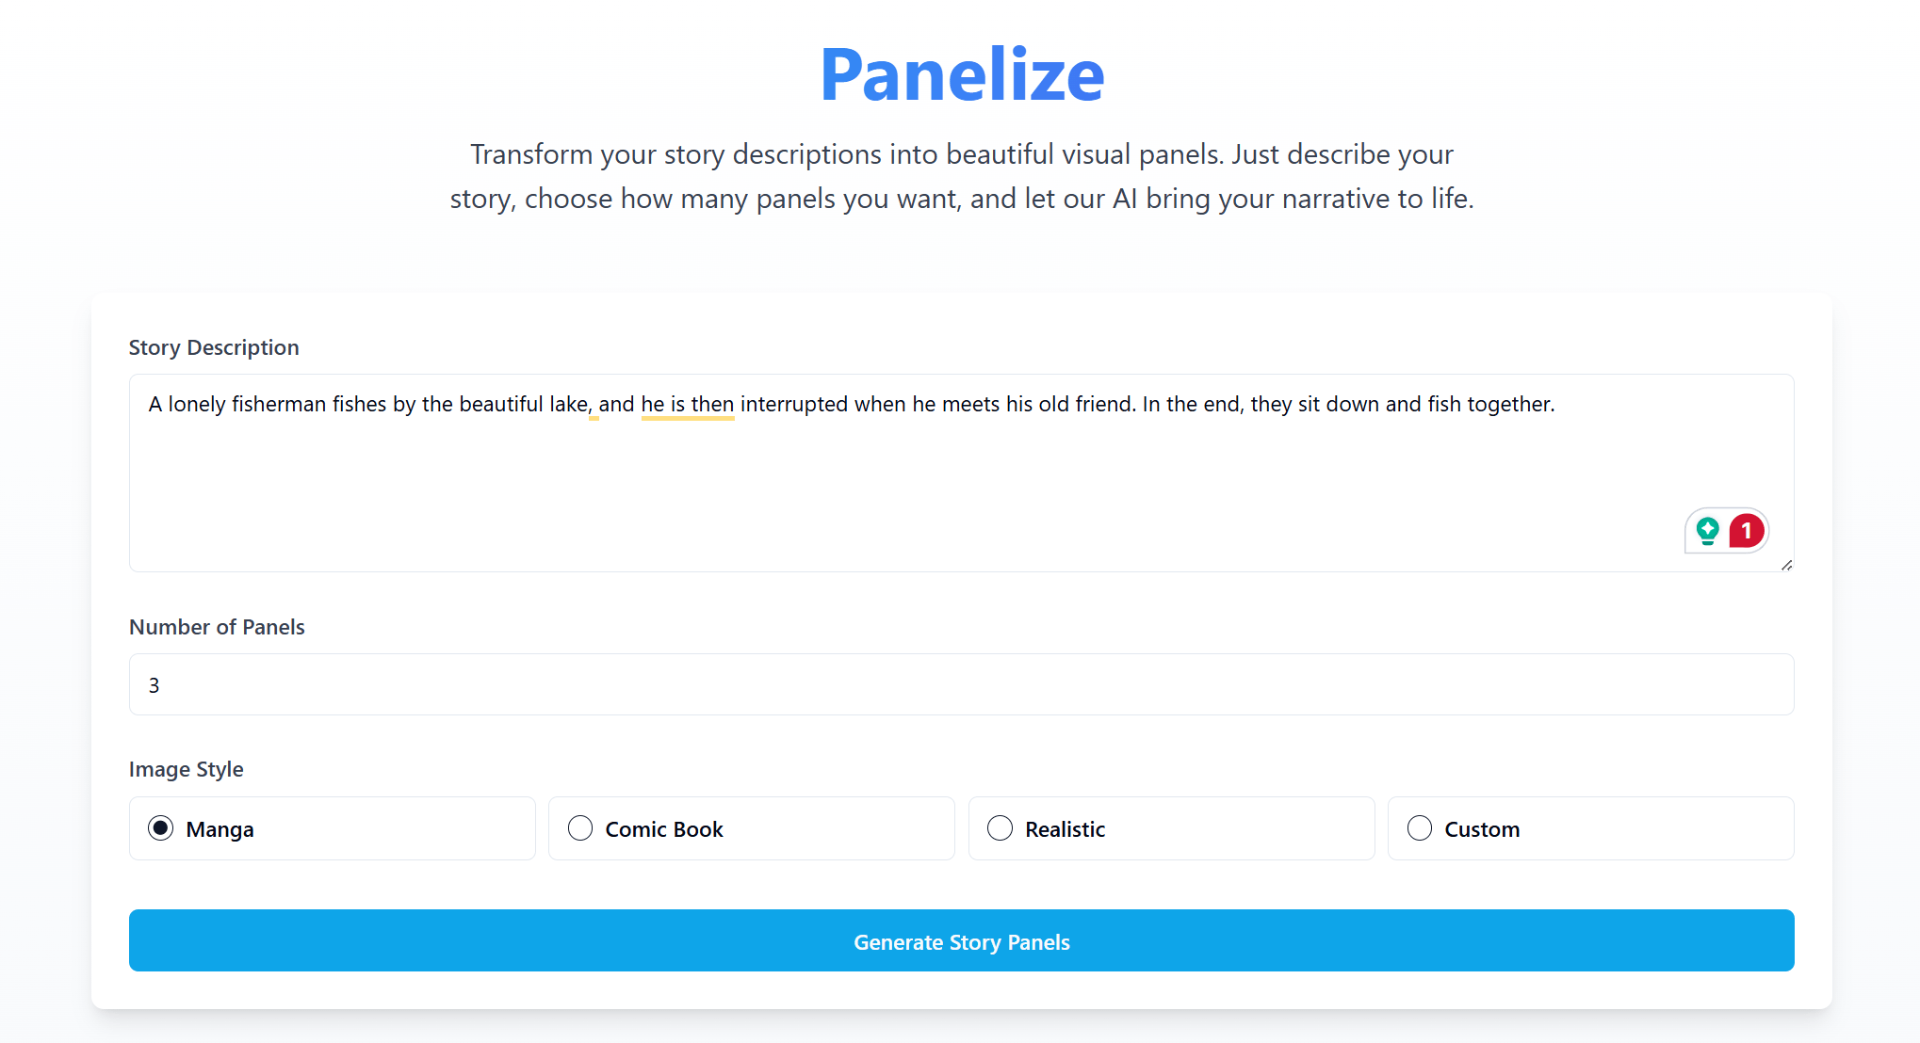 Panelize
Transform your story descriptions into beautiful visual panels. Just describe your
story, choose how many panels you want, and let our AI bring your narrative to life.
Story Description
A lonely fisherman fishes by the beautiful lake, and he is then interrupted when he meets his old friend. In the end, they sit down and fish together.
1
Number of Panels
3
Image Style
Manga
Comic Book
Realistic
Custom
Generate Story Panels